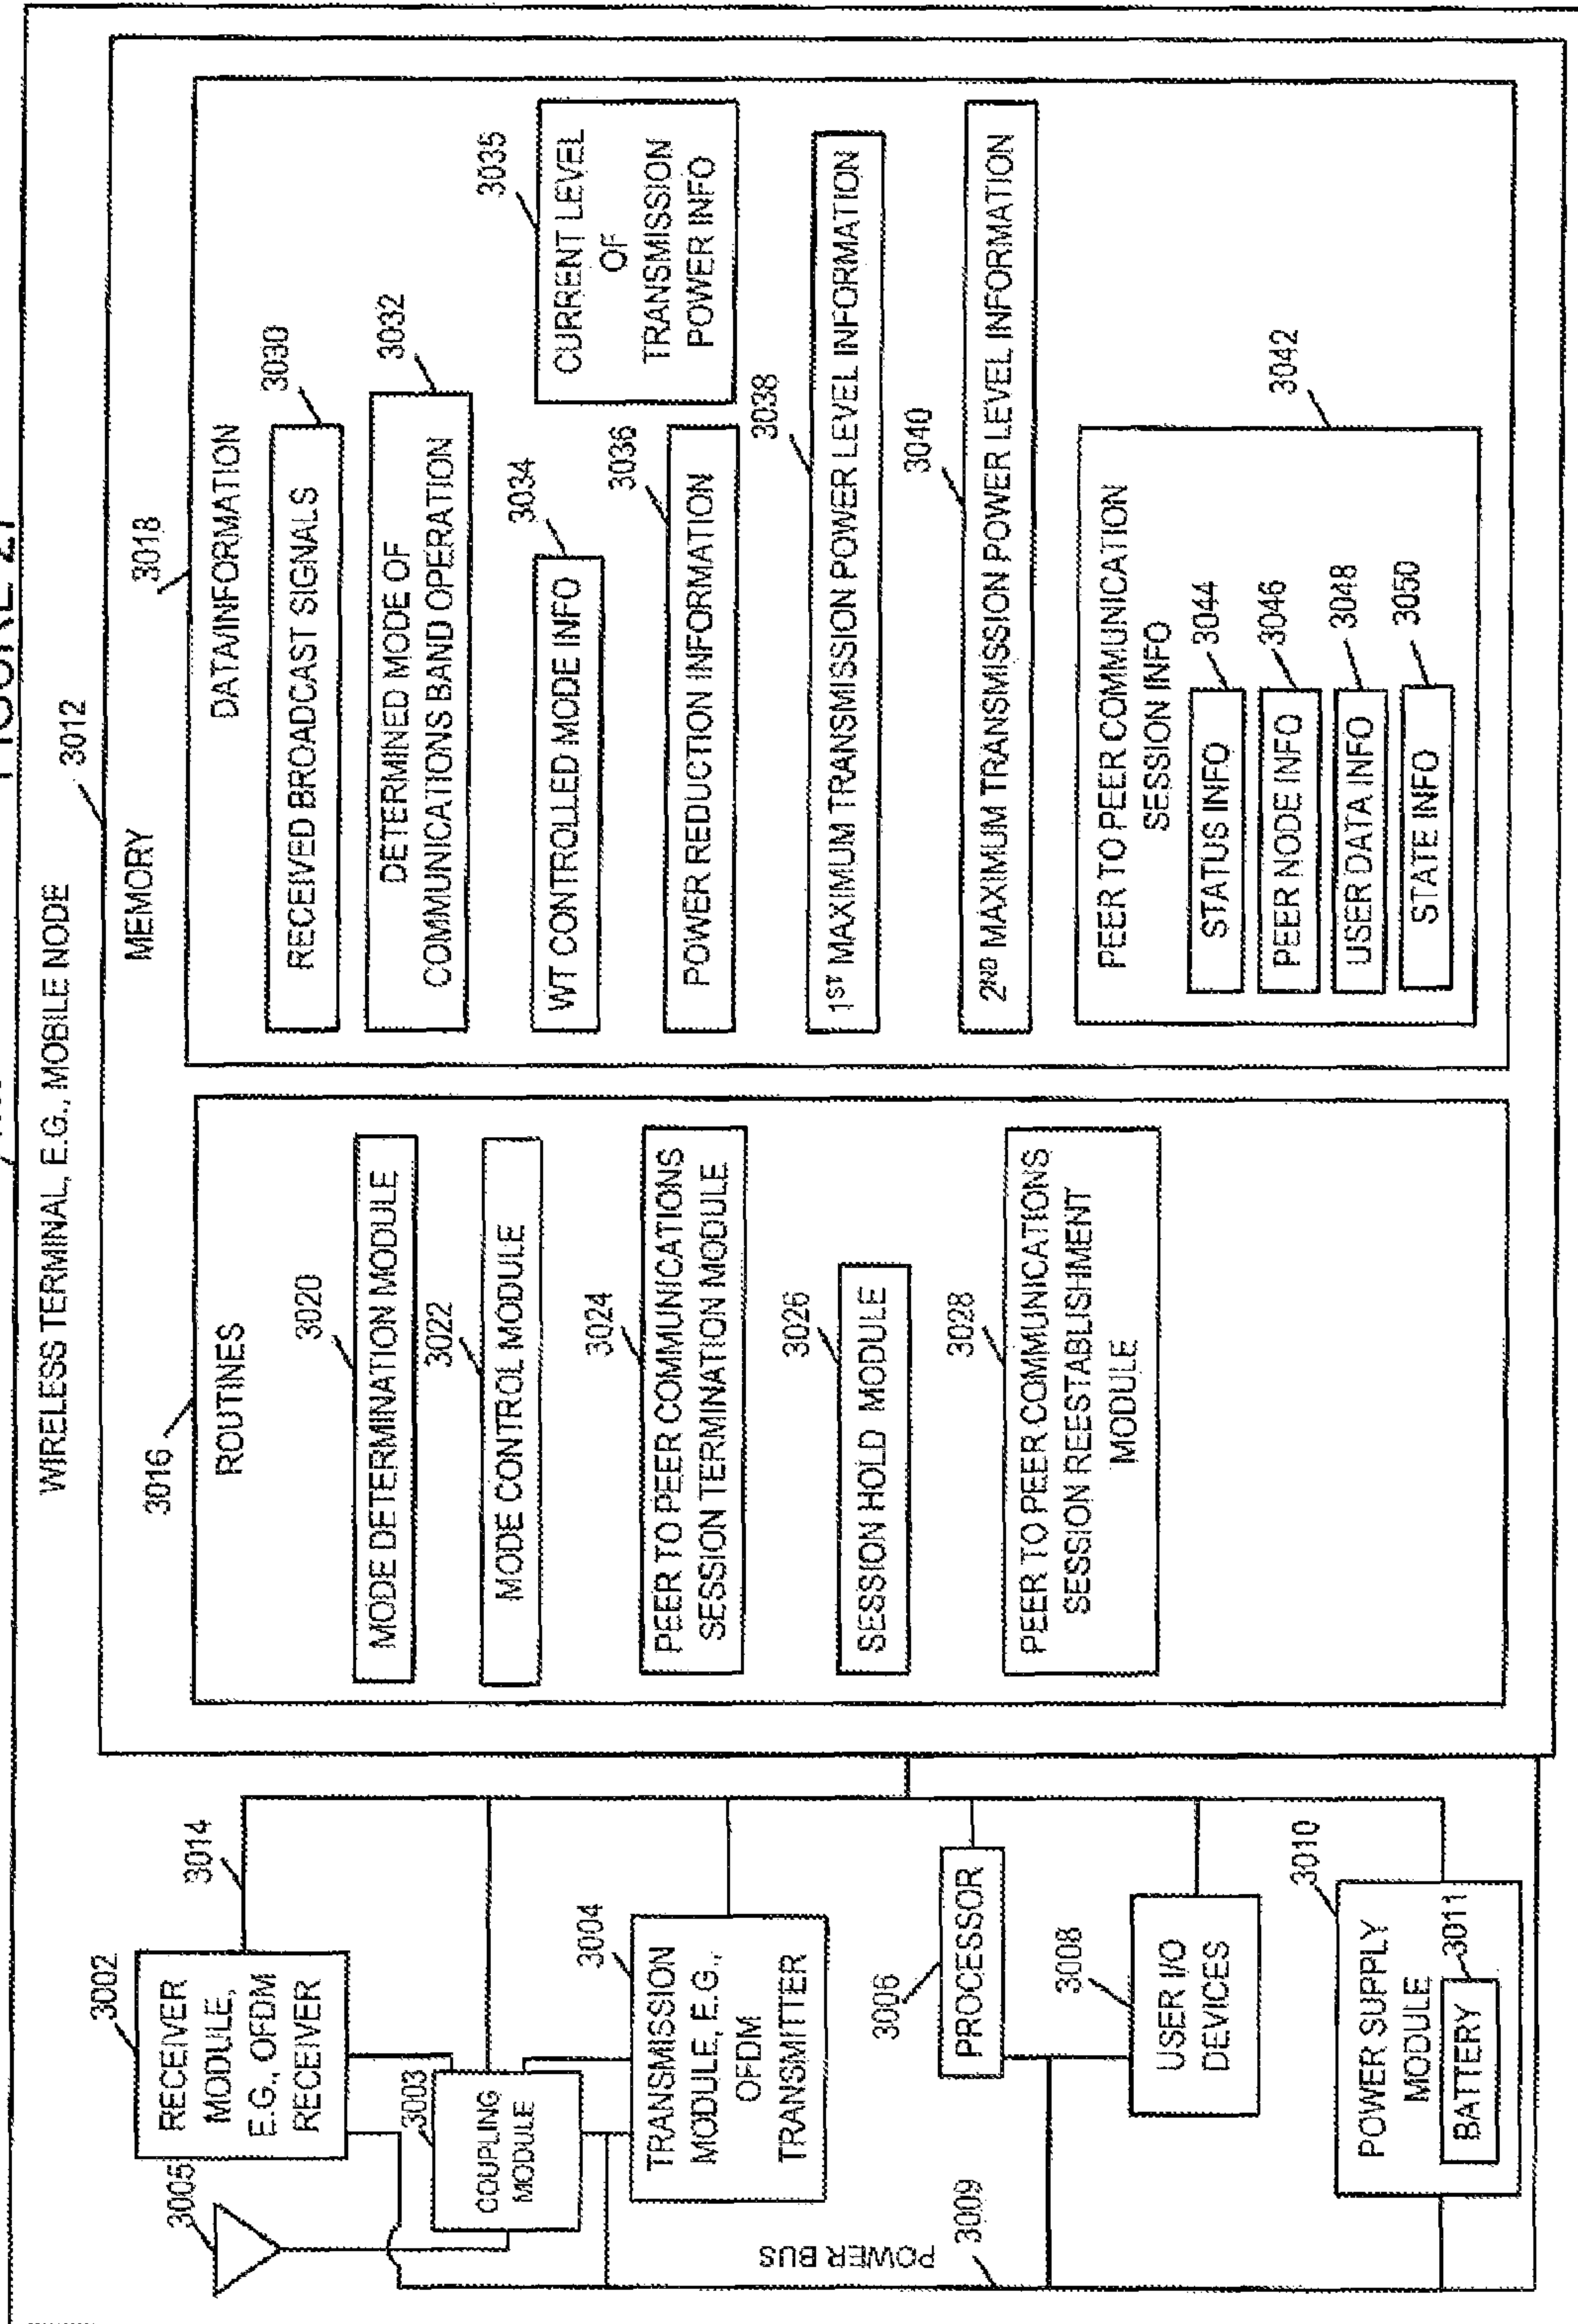 WIRELESS TERMINAL, E.G., MOBILE NODE
3002
RECEIVER
MODULE,
E.G., OFDM
RECEIVER
3014
3005
3003
COUPLING
MODULE
3004
TRANSMISSION
MODULE, E.G.,
OFDM
TRANSMITTER
POWER BUS
3009
3006
PROCESSOR
3008
USER I/O
DEVICES
3010
POWER SUPPLY
MODULE
BATTERY
3011
3012
MEMORY
3016
ROUTINES
3020
MODE DETERMINATION MODULE
3022
MODE CONTROL MODULE
3024
PEER TO PEER COMMUNICATIONS
SESSION TERMINATION MODULE
3026
SESSION HOLD MODULE
3028
PEER TO PEER COMMUNICATIONS
SESSION REESTABLISHMENT
MODULE
3018
DATA/INFORMATION
3030
RECEIVED BROADCAST SIGNALS
3032
DETERMINED MODE OF
COMMUNICATIONS BAND OPERATION
3034
WT CONTROLLED MODE INFO
3035
CURRENT LEVEL
OF
TRANSMISSION
POWER INFO
3036
POWER REDUCTION INFORMATION
3038
1ST MAXIMUM TRANSMISSION POWER LEVEL INFORMATION
3040
2ND MAXIMUM TRANSMISSION POWER LEVEL INFORMATION
3042
PEER TO PEER COMMUNICATION
SESSION INFO
STATUS INFO 3044
PEER NODE INFO 3046
USER DATA INFO 3048
STATE INFO 3050